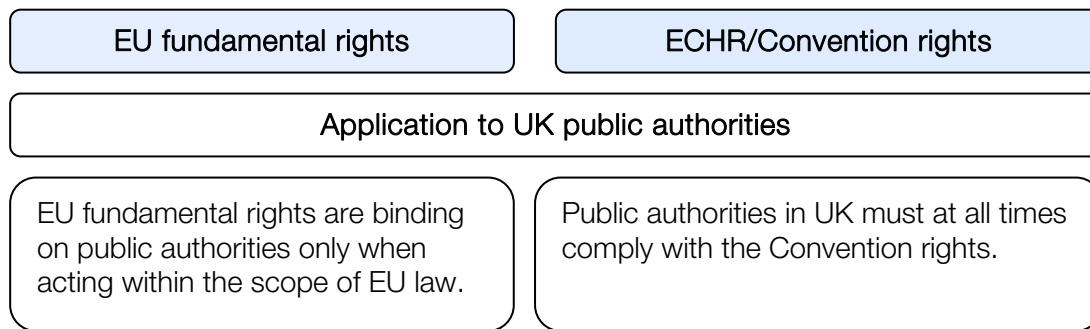 EU fundamental rights
ECHR/Convention rights
Application to UK public authorities
EU fundamental rights are binding
on public authorities only when
acting within the scope of EU law.
Public authorities in UK must at all times
comply with the Convention rights.